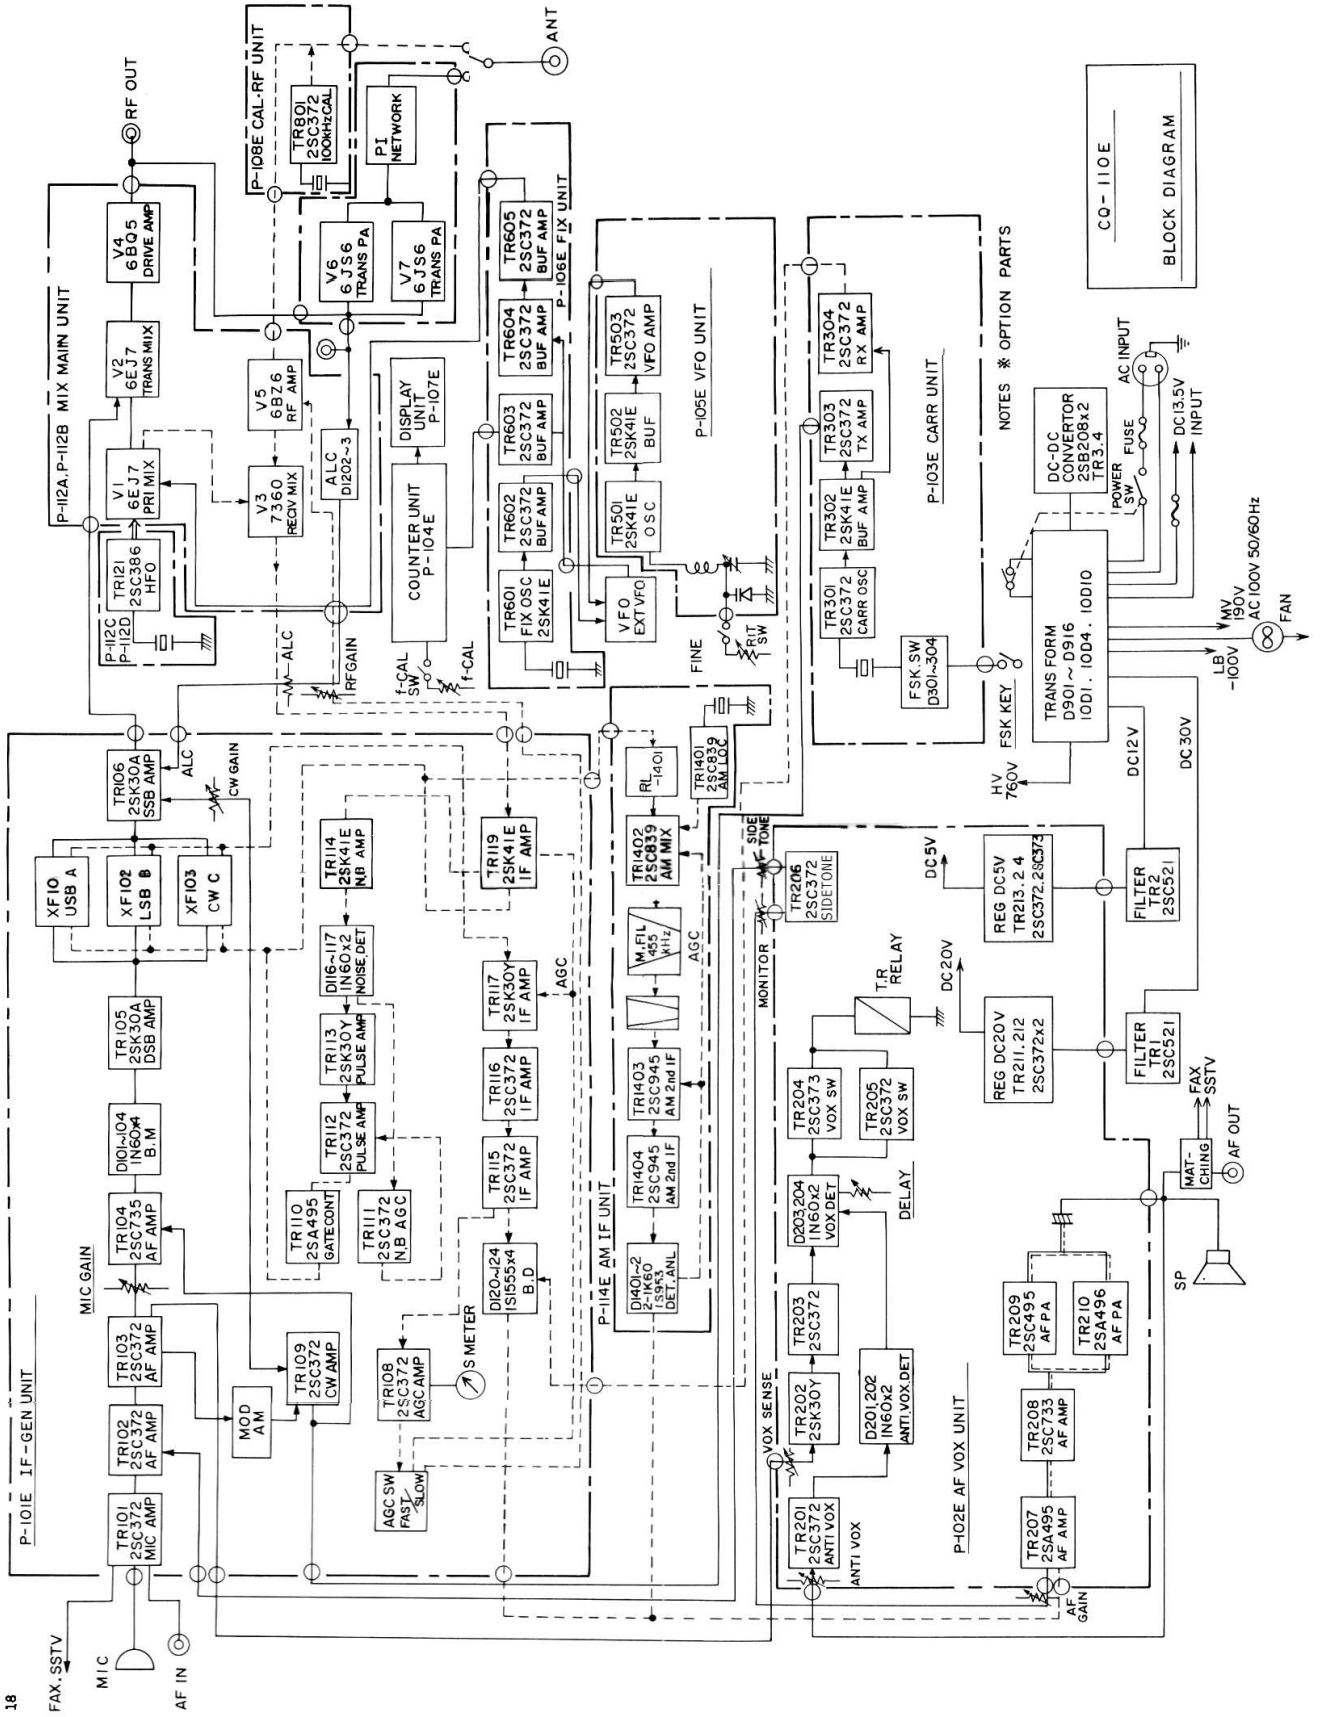 18
FAX.SSTV
MIC
AF IN
P-101E IF-GEN UNIT
TR101
2SC372
MIC AMP
TR102
2SC372
AF AMP
TR103
2SC372
AF AMP
MIC GAIN
TR104
2SC735
AF AMP
D101~104
IN60x4
B.M
TR105
2SK30A
DSB AMP
XF101
USB A
XF102
LSB B
XF103
CW C
TR106
2SK30A
SSB AMP
ALC
CW GAIN
MOD
AM
TR109
2SC372
CW AMP
TR110
2SA495
GATECONT
TR111
2SC372
N,B AGC
TR112
2SC372
PULSE AMP
TR113
2SK30Y
PULSE AMP
D116~117
IN60x2
NOISE,DET
TR114
2SK41E
N,B AMP
AGC SW
FAST/SLOW
TR108
2SC372
AGC AMP
S METER
D120~124
1S1555x4
B.D
TR115
2SC372
IF AMP
TR116
2SC372
IF AMP
TR117
2SK30Y
IF AMP
TR119
2SK41E
IF AMP
AGC
P-112A,P-112B MIX MAIN UNIT
P-112C
P-112D
TR121
2SC386
HFO
V1
6EJ7
PRI MIX
V2
6EJ7
TRANS MIX
V4
6BQ5
DRIVE AMP
RF OUT
V3
7360
RECIV MIX
V5
6BZ6
RF AMP
ALC
RFGAIN
ALC
D1202~3
P-108E CAL-RF UNIT
TR801
2SC372
100kHzCAL
PI
NETWORK
V6
6JS6
TRANS PA
V7
6JS6
TRANS PA
ANT
f-CAL
SW
f-CAL
COUNTER UNIT
P-104E
DISPLAY
UNIT
P-107E
P-106E FIX UNIT
TR601
FIX OSC
2SK41E
TR602
2SC372
BUF AMP
TR603
2SC372
BUF AMP
TR604
2SC372
BUF AMP
TR605
2SC372
BUF AMP
VFO
EXT VFO
TR501
2SK41E
OSC
TR502
2SK41E
BUF
TR503
2SC372
VFO AMP
FINE
RIT
SW
P-105E VFO UNIT
P-114E AM IF UNIT
D1401~2
2-1K60
1S953
DET.ANL
TR1404
2SC945
AM 2nd IF
TR1403
2SC945
AM 2nd IF
M.FIL
455
kHz
TR1402
2SC839
AM MIX
RL
-1401
TR1401
2SC839
AM LOC
AGC
TR301
2SC372
CARR OSC
TR302
2SK41E
BUF AMP
TR303
2SC372
TX AMP
TR304
2SC372
RX AMP
FSK.SW
D301~304
FSK KEY
P-103E CARR UNIT
NOTES ※ OPTION PARTS
VOX SENSE
MONITOR
SIDE
TONE
TR206
2SC372
SIDETONE
TR201
2SC372
ANTI VOX
ANTI VOX
TR202
2SK30Y
TR203
2SC372
D203,204
IN60x2
VOX DET
DELAY
D201,202
IN60x2
ANTI.VOX.DET
TR204
2SC373
VOX SW
TR205
2SC372
VOX SW
T.R
RELAY
P-102E AF VOX UNIT
DC20V
REG DC20V
TR211.212
2SC372x2
DC5V
REG DC5V
TR213.2 4
2SC372.2SC373
AF
GAIN
TR207
2SA495
AF AMP
TR208
2SC733
AF AMP
TR209
2SC495
AF PA
TR210
2SA496
AF PA
FILTER
TR1
2SC521
FILTER
TR2
2SC521
DC12V
DC30V
SP
MAT-
CHING
FAX
SSTV
AF OUT
HV
760V
TRANS FORM
D901~D916
10D1.10D4.10D10
DC-DC
CONVERTOR
2SB208x2
TR3.4
POWER
SW
FUSE
AC INPUT
DC13.5V
INPUT
LB
-100V
MV
190V
AC100V 50/60Hz
FAN
CQ-110E
BLOCK DIAGRAM